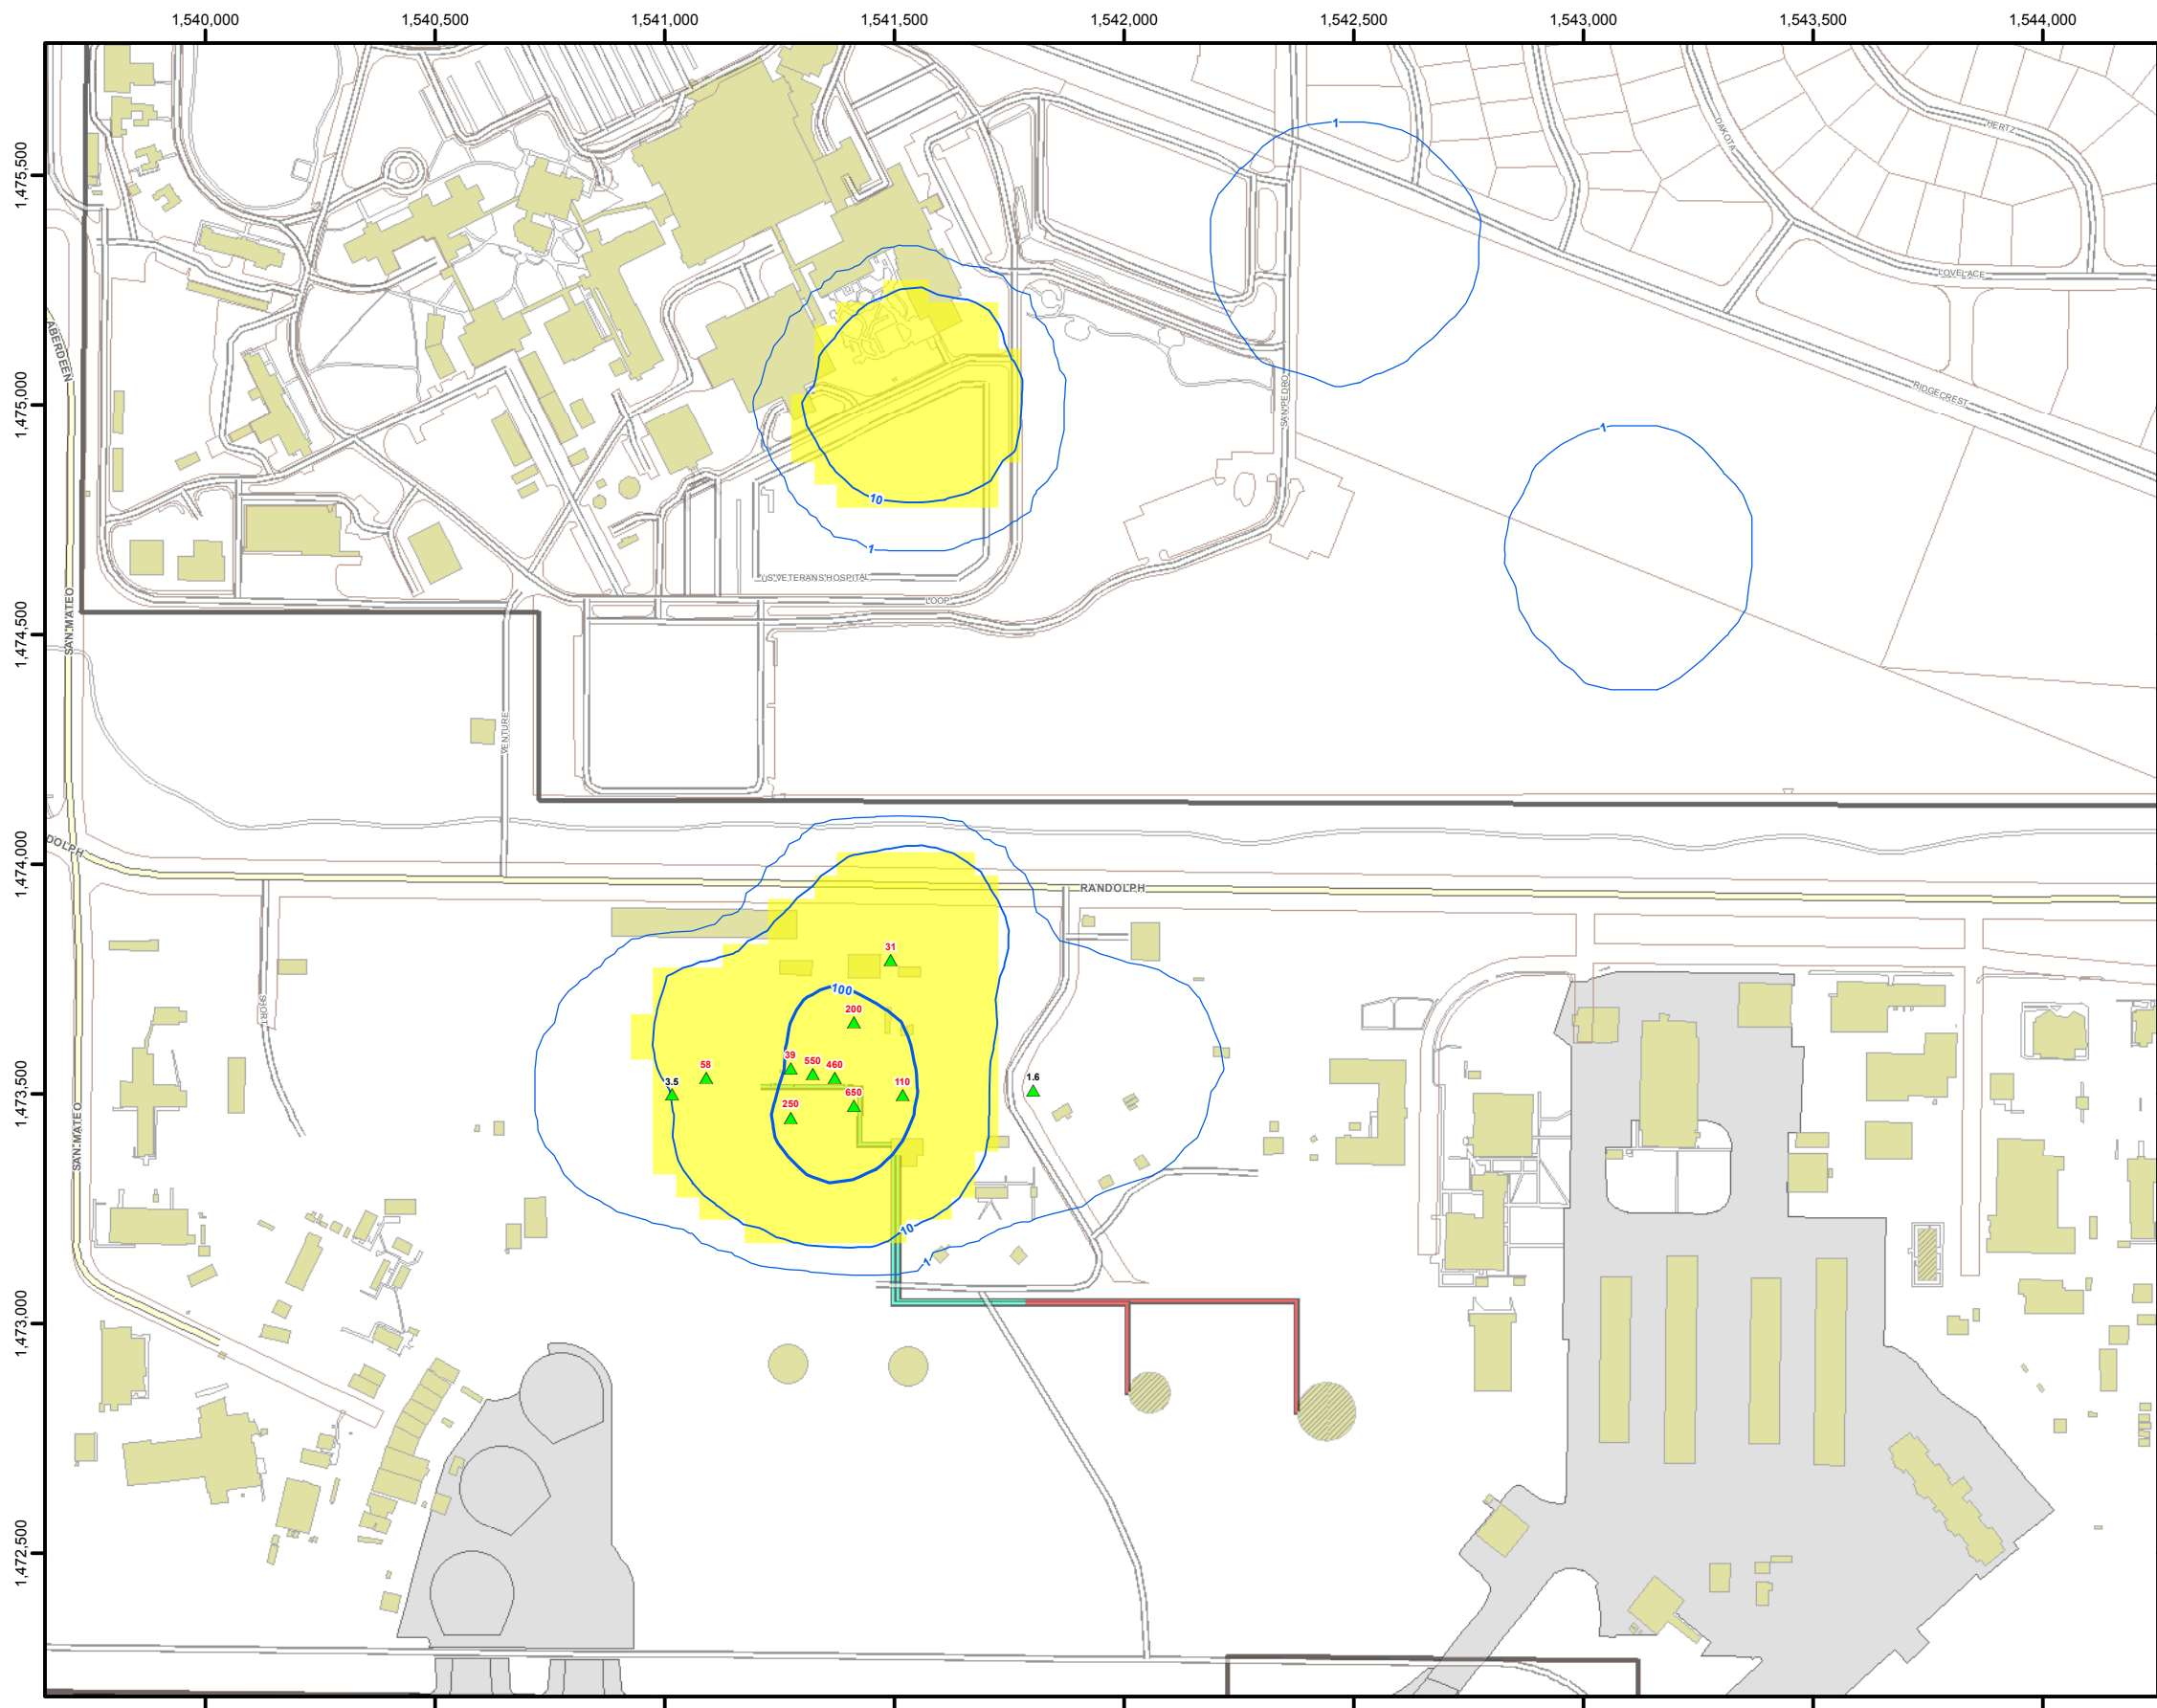 1,540,000
1,540,500
1,541,000
1,541,500
1,542,000
1,542,500
1,543,000
1,543,500
1,544,000
1,475,500
1,475,000
1,474,500
1,474,000
1,473,500
1,473,000
1,472,500
1
DAKOTA
HERTZ
LOVELACE
ABERDEEN
SAN PEDRO
RIDGECREST
1
10
1
US VETERANS HOSPITAL
LOOP
SAN MATEO
VENTURE
DOLPH
RANDOLPH
31
100
200
SHORT
39
550
460
58
3.5
650
110
1.6
250
SAN MATEO
10
1